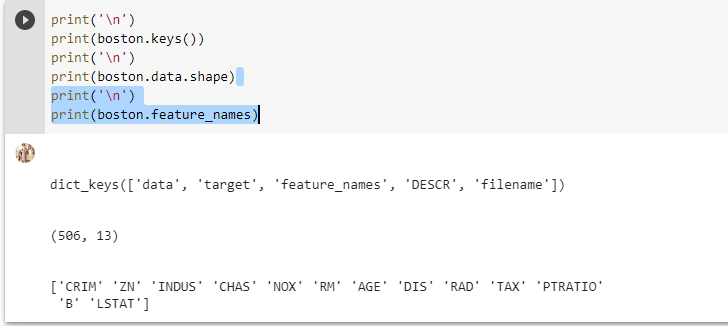 print('\n')
print(boston.keys())
print('\n')
print(boston.data.shape)
print('\n')
print(boston.feature_names)
dict_keys(['data', 'target', 'feature_names', 'DESCR', 'filename'])
(506, 13)
['CRIM' 'ZN' 'INDUS' 'CHAS' 'NOX' 'RM' 'AGE' 'DIS' 'RAD' 'TAX' 'PTRATIO'
 'B' 'LSTAT']